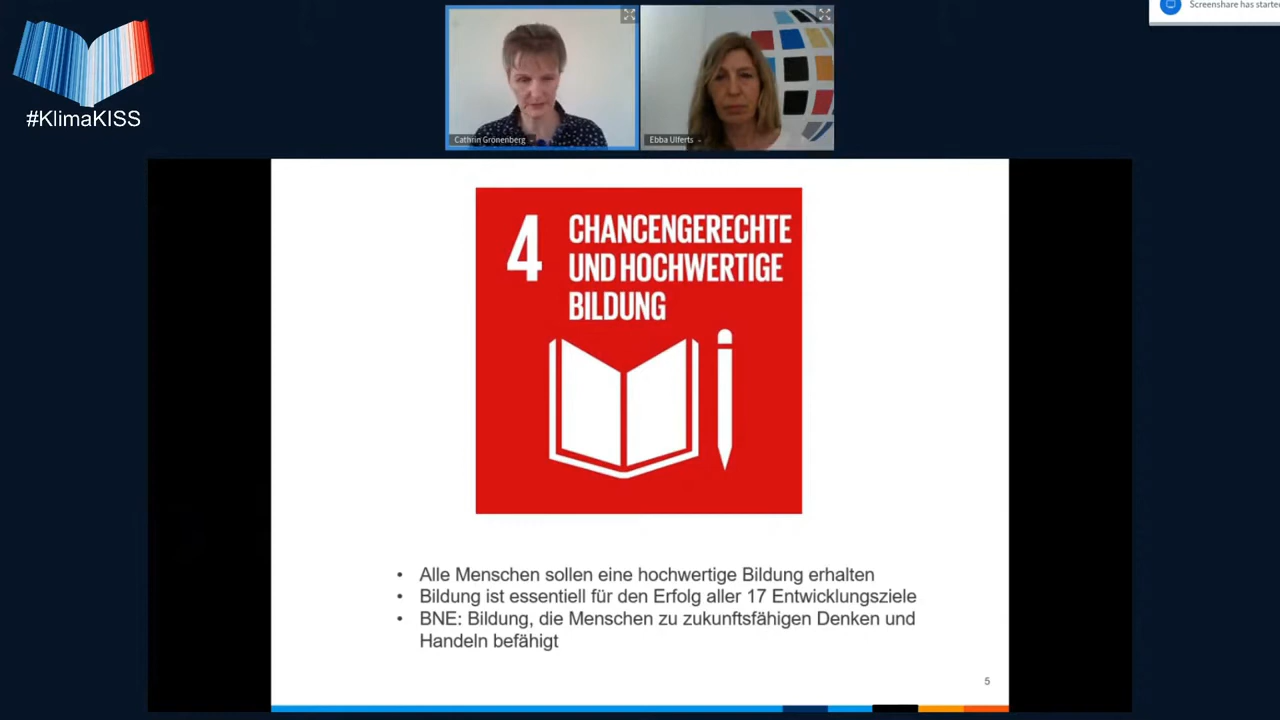 Screenshare has started
#KlimaKISS
Cathrin Grönenberg
Ebba Ulferts
4 CHANCENGERECHTE
UND HOCHWERTIGE
BILDUNG
• Alle Menschen sollen eine hochwertige Bildung erhalten
• Bildung ist essentiell für den Erfolg aller 17 Entwicklungsziele
• BNE: Bildung, die Menschen zu zukunftsfähigen Denken und
Handeln befähigt
5